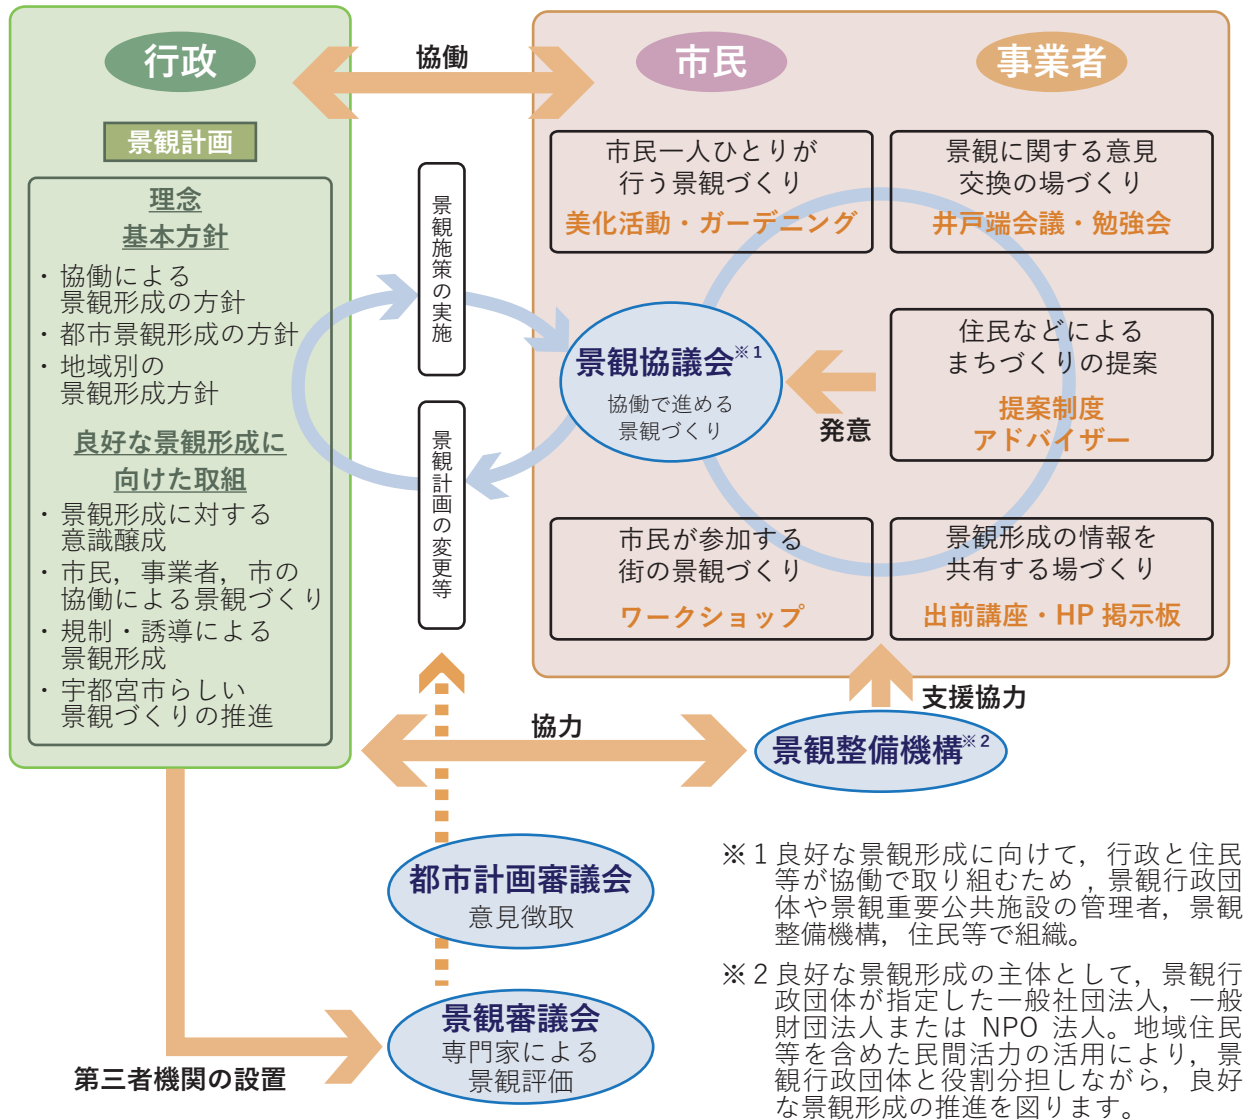 行政
協働
市民
事業者
景観計画
理念
基本方針
・協働による
景観形成の方針
・都市景観形成の方針
・地域別の
景観形成方針
良好な景観形成に
向けた取組
・景観形成に対する
意識醸成
・市民，事業者，市の
協働による景観づくり
・規制・誘導による
景観形成
・宇都宮市らしい
景観づくりの推進
景観施策の実施
景観計画の変更等
市民一人ひとりが
行う景観づくり
美化活動・ガーデニング
景観に関する意見
交換の場づくり
井戸端会議・勉強会
景観協議会※1
協働で進める
景観づくり
発意
住民などによる
まちづくりの提案
提案制度
アドバイザー
市民が参加する
街の景観づくり
ワークショップ
景観形成の情報を
共有する場づくり
出前講座・HP 掲示板
支援協力
協力
景観整備機構※2
都市計画審議会
意見徴取
景観審議会
専門家による
景観評価
第三者機関の設置
※1 良好な景観形成に向けて，行政と住民
等が協働で取り組むため，景観行政団
体や景観重要公共施設の管理者，景観
整備機構，住民等で組織。
※2 良好な景観形成の主体として，景観行
政団体が指定した一般社団法人，一般
財団法人または NPO 法人。地域住民
等を含めた民間活力の活用により，景
観行政団体と役割分担しながら，良好
な景観形成の推進を図ります。